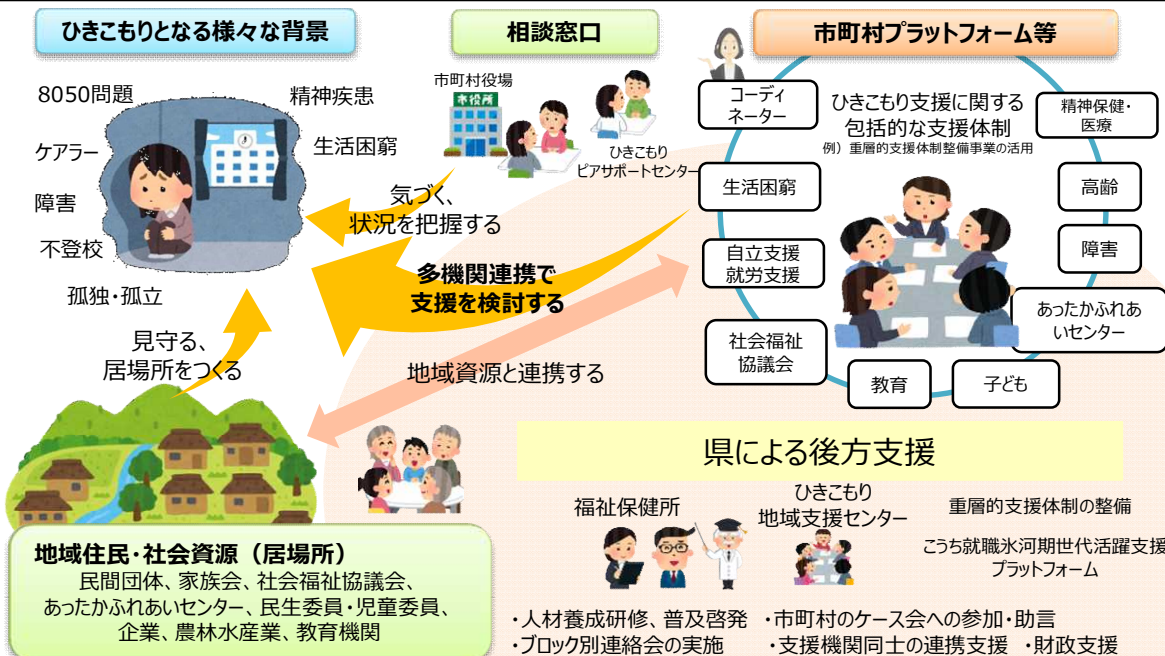 ひきこもりとなる様々な背景
8050問題
精神疾患
ケアラー
生活困窮
障害
不登校
孤独・孤立
相談窓口
市町村役場
市役所
ひきこもり
ピアサポートセンター
気づく、
状況を把握する
多機関連携で
支援を検討する
見守る、
居場所をつくる
地域資源と連携する
市町村プラットフォーム等
コーディ
ネーター
ひきこもり支援に関する
包括的な支援体制
例）重層的支援体制整備事業の活用
精神保健・
医療
生活困窮
高齢
自立支援
就労支援
障害
あったかふれあ
いセンター
社会福祉
協議会
教育
子ども
地域住民・社会資源（居場所）
民間団体、家族会、社会福祉協議会、
あったかふれあいセンター、民生委員・児童委員、
企業、農林水産業、教育機関
県による後方支援
福祉保健所
ひきこもり
地域支援センター
重層的支援体制の整備
こうち就職氷河期世代活躍支援
プラットフォーム
・人材養成研修、普及啓発
・市町村のケース会への参加・助言
・ブロック別連絡会の実施
・支援機関同士の連携支援
・財政支援